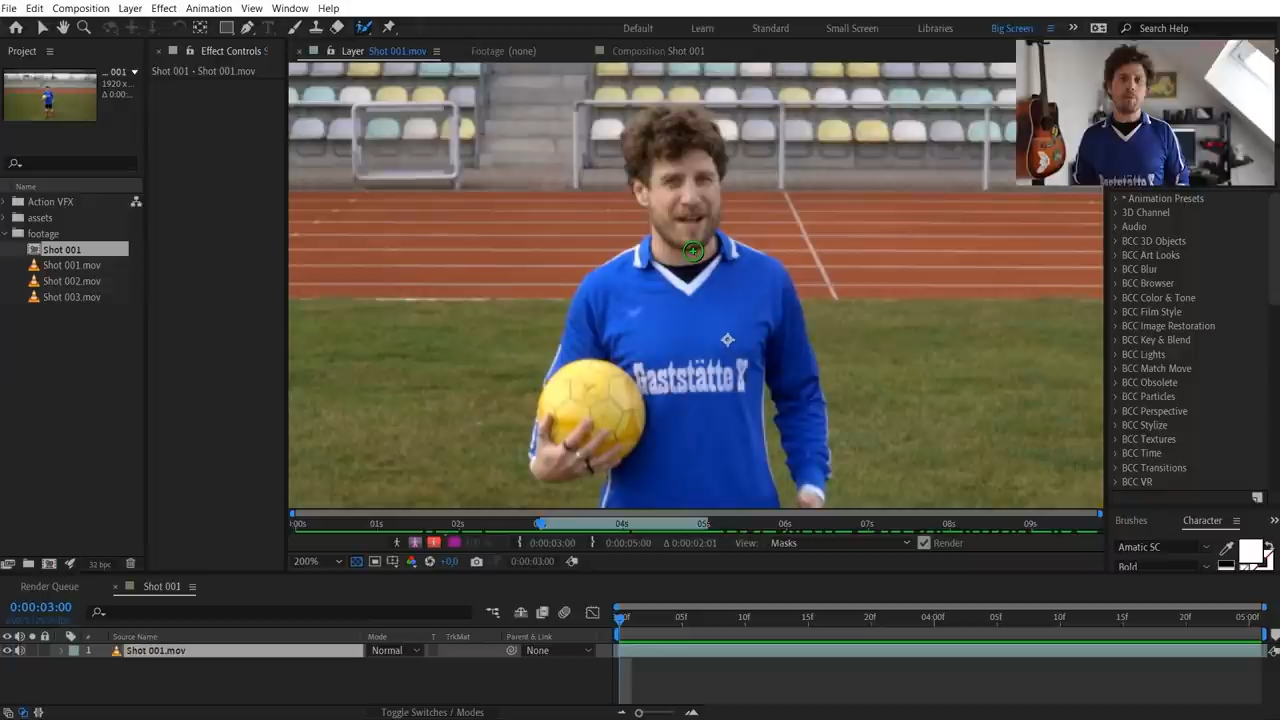 File Edit Composition Layer Effect Animation View Window Help
Default Learn Standard Small Screen Libraries Big Screen Search Help
Project Effect Controls S Layer Shot 001.mov Footage (none) Composition Shot 001
... 001
1920 x...
Δ 0:00:...
Shot 001 • Shot 001.mov
Name
Action VFX
assets
footage
Shot 001
Shot 001.mov
Shot 002.mov
Shot 003.mov
32 bpc
Gaststätte X
Gaststätte X
* Animation Presets
3D Channel
Audio
BCC 3D Objects
BCC Art Looks
BCC Blur
BCC Browser
BCC Color & Tone
BCC Film Style
BCC Image Restoration
BCC Key & Blend
BCC Lights
BCC Match Move
BCC Obsolete
BCC Particles
BCC Perspective
BCC Stylize
BCC Textures
BCC Time
BCC Transitions
BCC VR
:00s 01s 02s 04s 05s 06s 07s 08s 09s
0:00:03:00 0:00:05:00 Δ 0:00:02:01 View: Masks Render
200% +0,0 0:00:03:00
Brushes Character
Amatic SC
Bold
Render Queue Shot 001
0:00:03:00
:00f 05f 10f 15f 20f 04:00f 05f 10f 15f 20f 05:00f
# Source Name Mode T TrkMat Parent & Link
1 Shot 001.mov Normal None
Toggle Switches / Modes